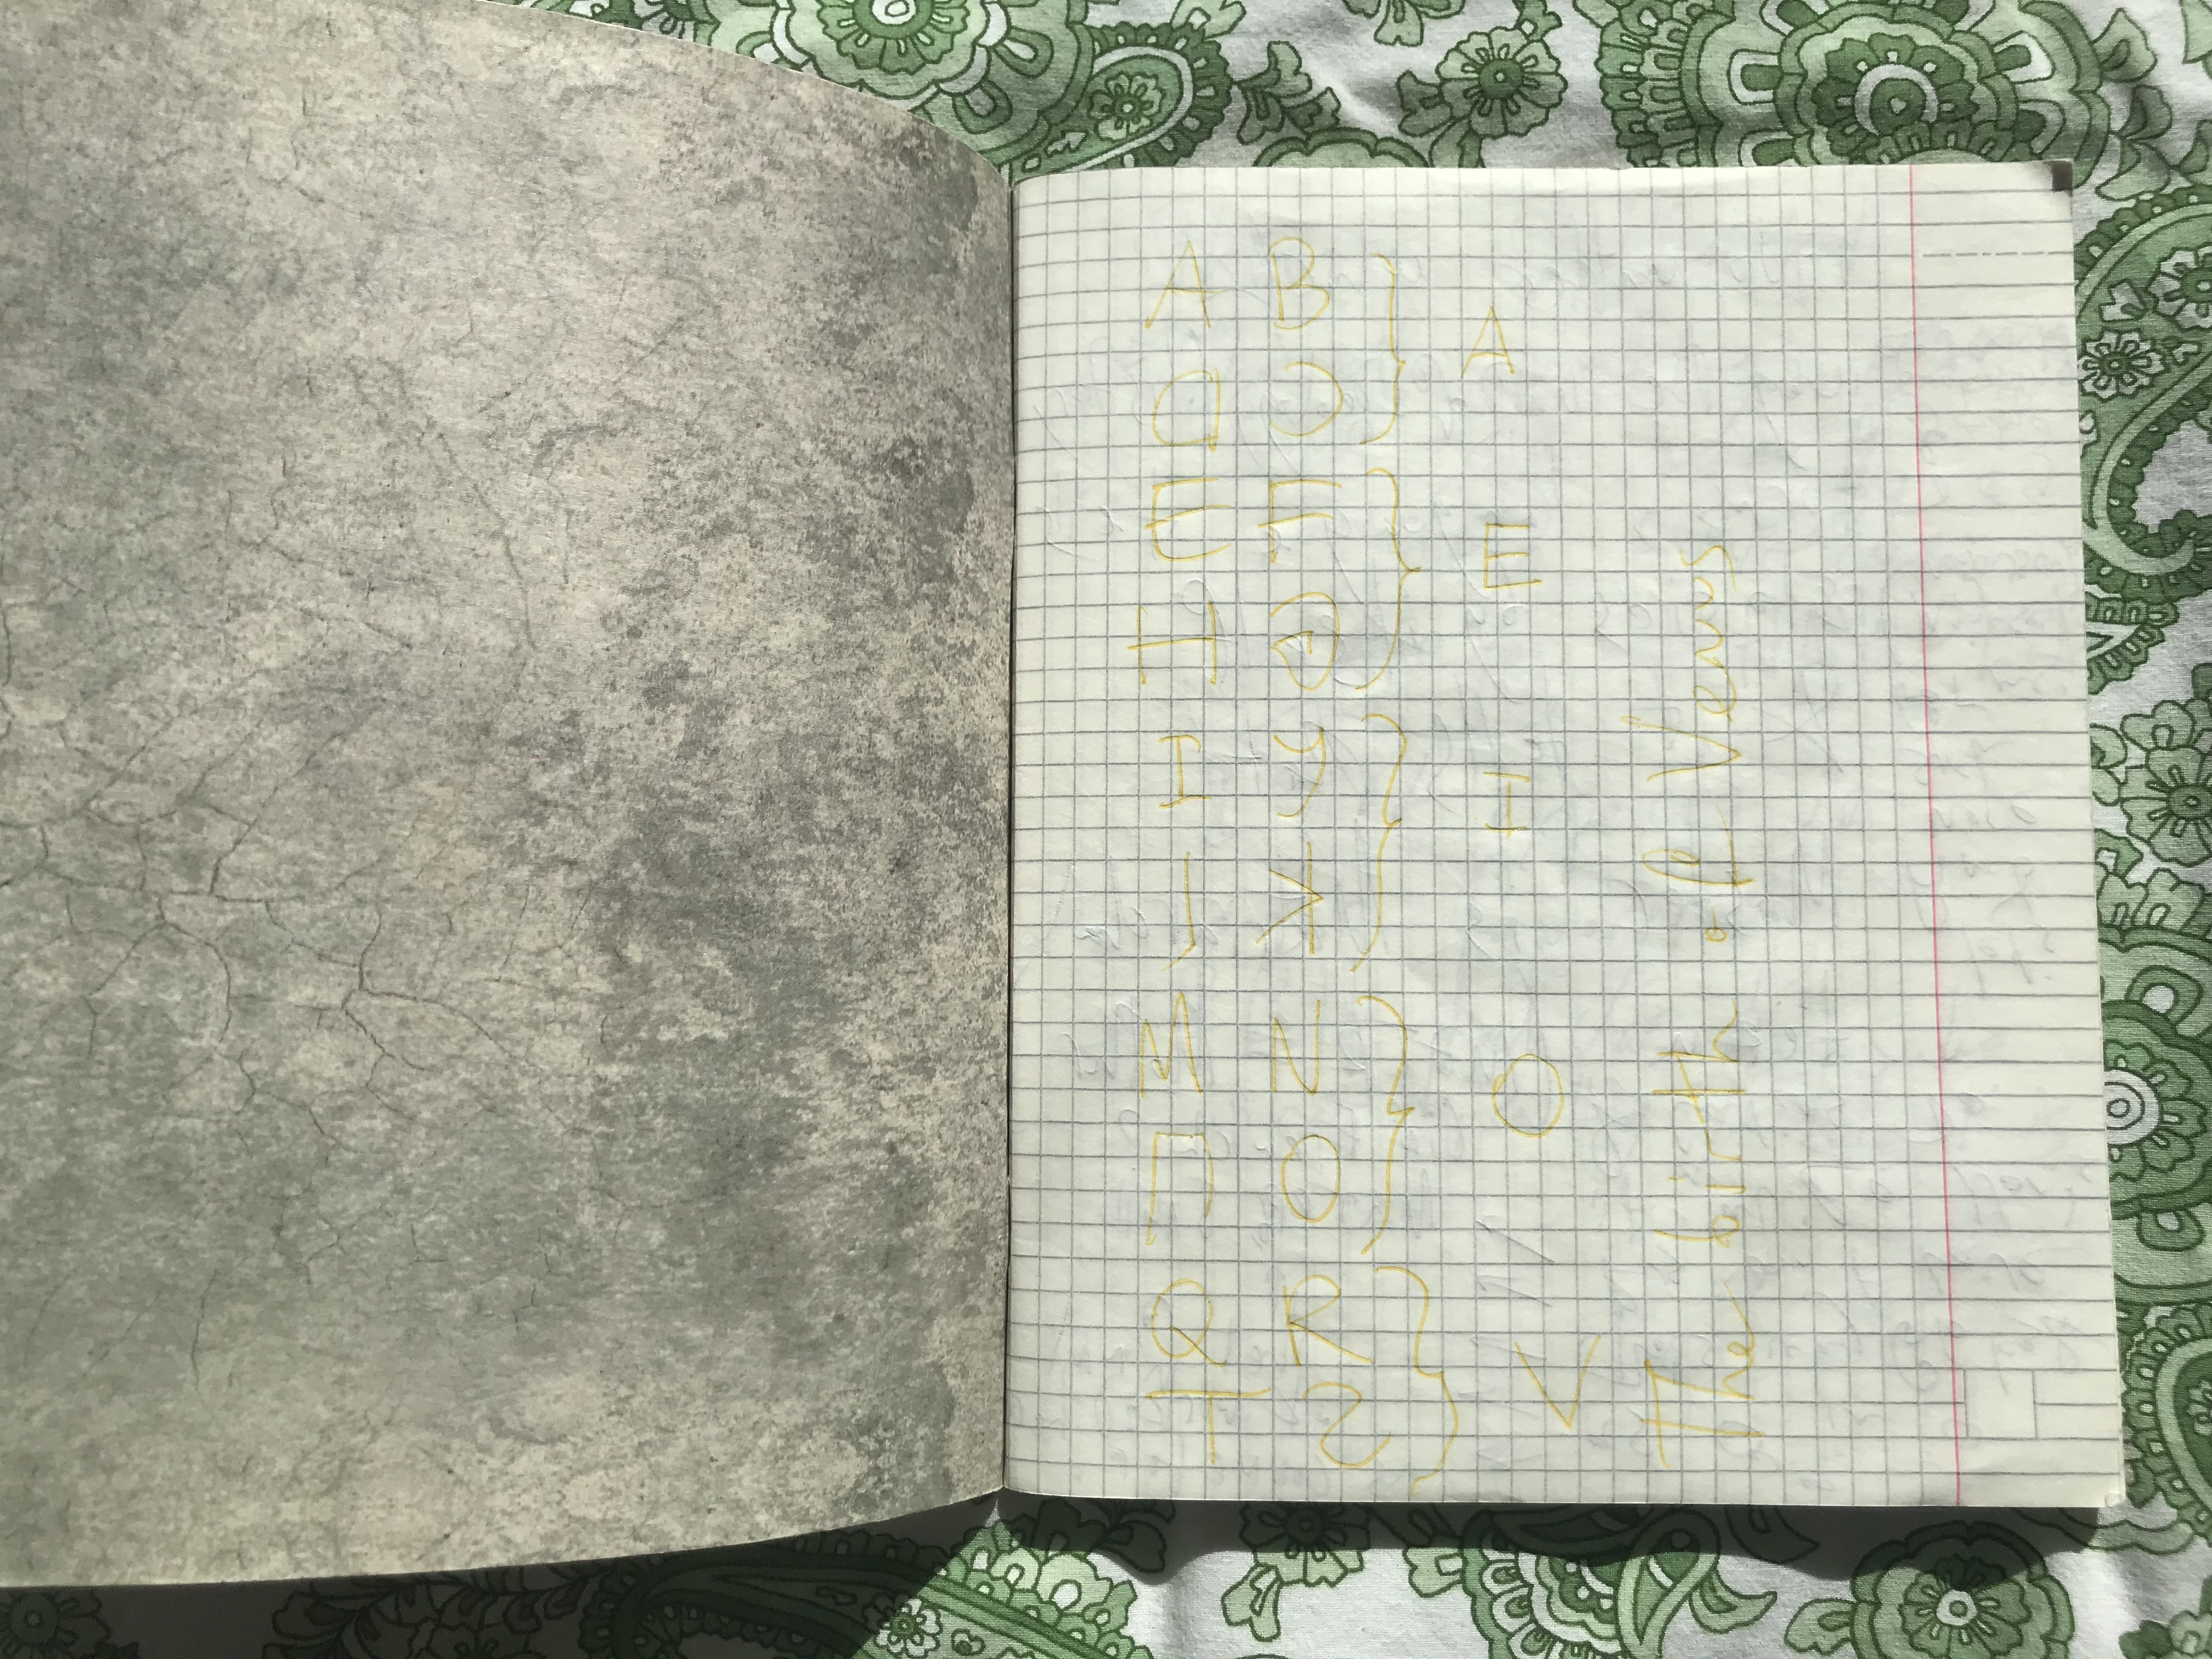 A B
A
D C
E F
E
H G
I J
I
L K
M N
O
П O
Q R
V
T S
The birth of Venus